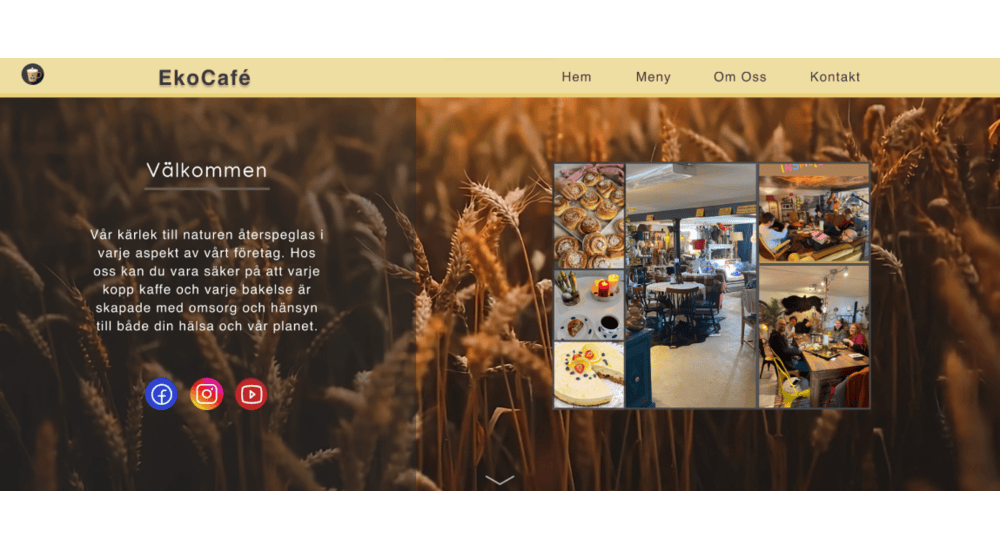 EkoCafé
Hem
Meny
Om Oss
Kontakt
Välkommen
Vår kärlek till naturen återspeglas i
varje aspekt av vårt företag. Hos
oss kan du vara säker på att varje
kopp kaffe och varje bakelse är
skapade med omsorg och hänsyn
till både din hälsa och vår planet.